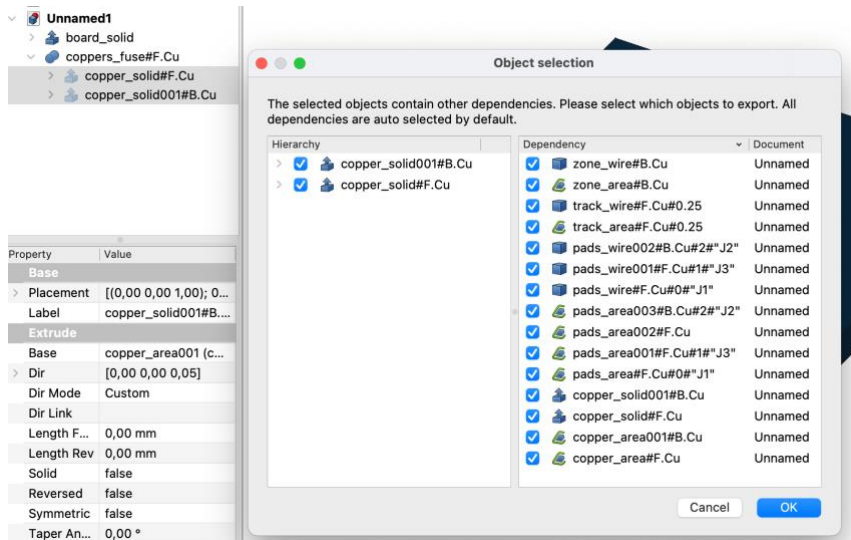 Unnamed1
board_solid
coppers_fuse#F.Cu
copper_solid#F.Cu
copper_solid001#B.Cu
Property Value
Base
Placement [(0,00 0,00 1,00); 0...
Label copper_solid001#B....
Extrude
Base copper_area001 (c...
Dir [0,00 0,00 0,05]
Dir Mode Custom
Dir Link
Length F... 0,00 mm
Length Rev 0,00 mm
Solid false
Reversed false
Symmetric false
Taper An... 0,00 °
Object selection
The selected objects contain other dependencies. Please select which objects to export. All
dependencies are auto selected by default.
Hierarchy
copper_solid001#B.Cu
copper_solid#F.Cu
Dependency Document
zone_wire#B.Cu Unnamed
zone_area#B.Cu Unnamed
track_wire#F.Cu#0.25 Unnamed
track_area#F.Cu#0.25 Unnamed
pads_wire002#B.Cu#2#"J2" Unnamed
pads_wire001#F.Cu#1#"J3" Unnamed
pads_wire#F.Cu#0#"J1" Unnamed
pads_area003#B.Cu#2#"J2" Unnamed
pads_area002#F.Cu Unnamed
pads_area001#F.Cu#1#"J3" Unnamed
pads_area#F.Cu#0#"J1" Unnamed
copper_solid001#B.Cu Unnamed
copper_solid#F.Cu Unnamed
copper_area001#B.Cu Unnamed
copper_area#F.Cu Unnamed
Cancel OK